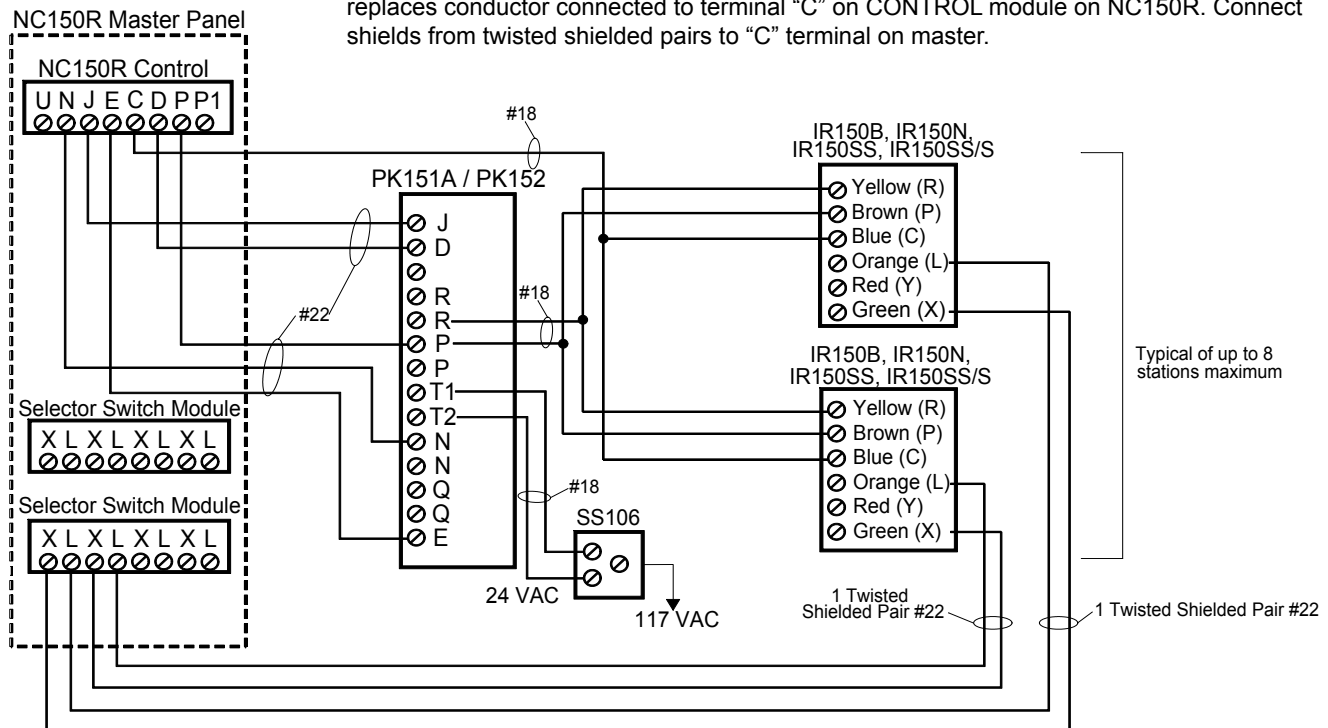 replaces conductor connected to terminal “C” on CONTROL module on NC150R. Connect
shields from twisted shielded pairs to “C” terminal on master.
NC150R Master Panel
NC150R Control
U N J E C D P P1
#18
PK151A / PK152
J
D
R
R
P
P
T1
T2
N
N
Q
Q
E
#22
#18
#18
SS106
24 VAC
117 VAC
Selector Switch Module
X L X L X L X L
Selector Switch Module
X L X L X L X L
IR150B, IR150N,
IR150SS, IR150SS/S
Yellow (R)
Brown (P)
Blue (C)
Orange (L)
Red (Y)
Green (X)
IR150B, IR150N,
IR150SS, IR150SS/S
Yellow (R)
Brown (P)
Blue (C)
Orange (L)
Red (Y)
Green (X)
Typical of up to 8
stations maximum
1 Twisted
Shielded Pair #22
1 Twisted Shielded Pair #22